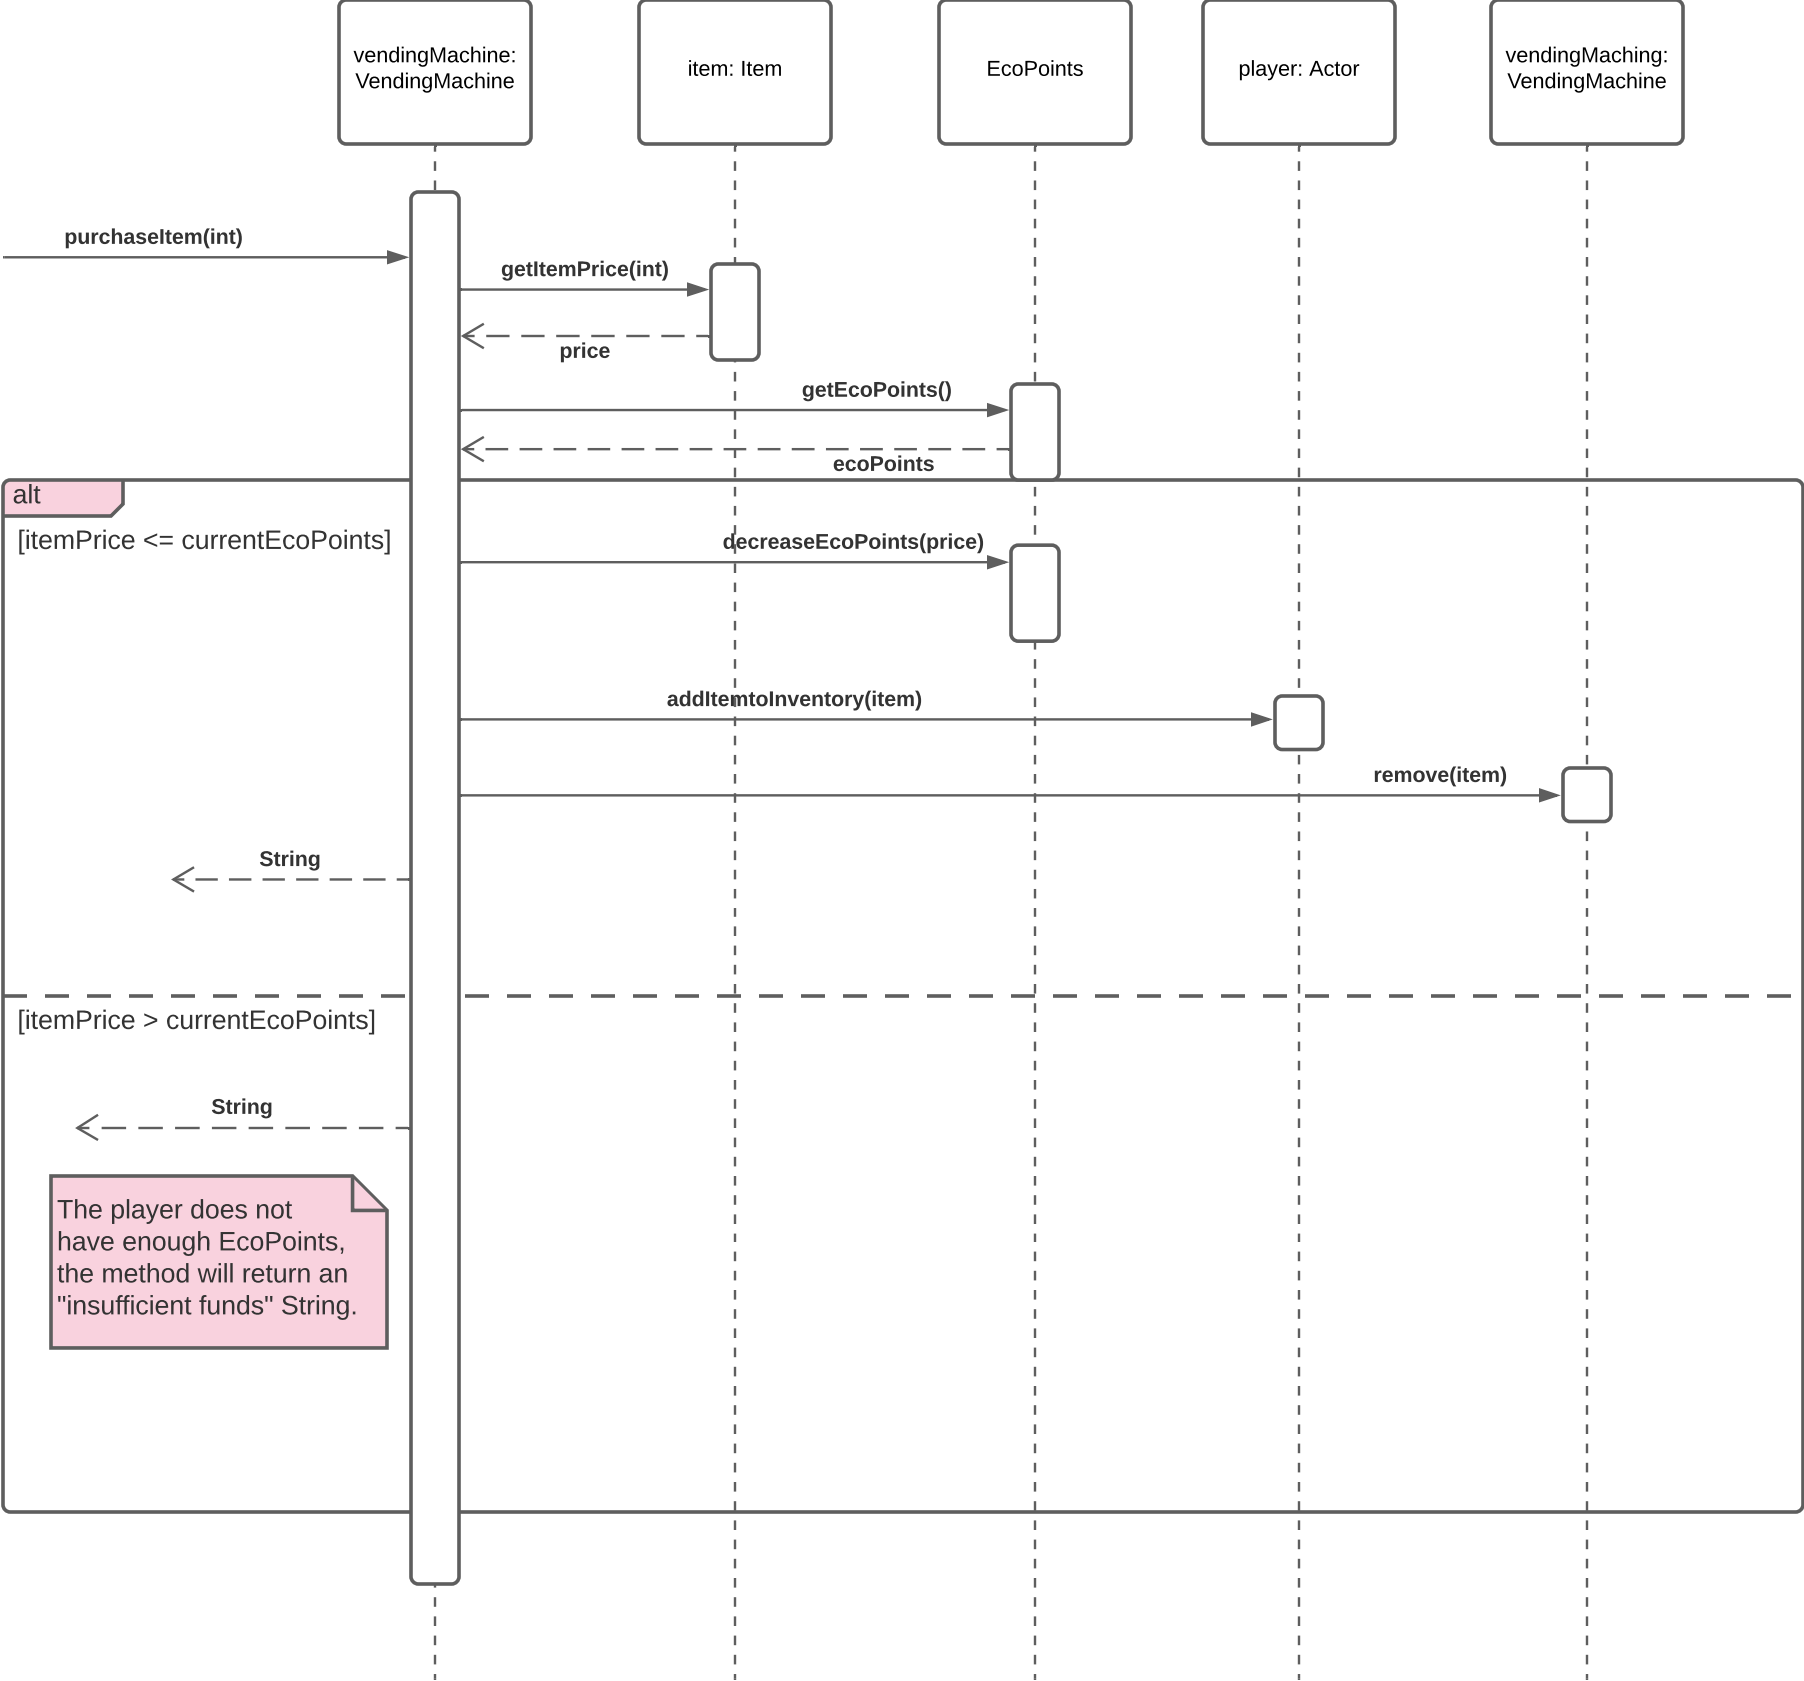 vendingMachine:
VendingMachine
item: Item
EcoPoints
player: Actor
vendingMaching:
VendingMachine
purchaseItem(int)
getItemPrice(int)
price
getEcoPoints()
ecoPoints
alt
[itemPrice <= currentEcoPoints]
decreaseEcoPoints(price)
addItemtoInventory(item)
remove(item)
String
[itemPrice > currentEcoPoints]
String
The player does not
have enough EcoPoints,
the method will return an
"insufficient funds" String.